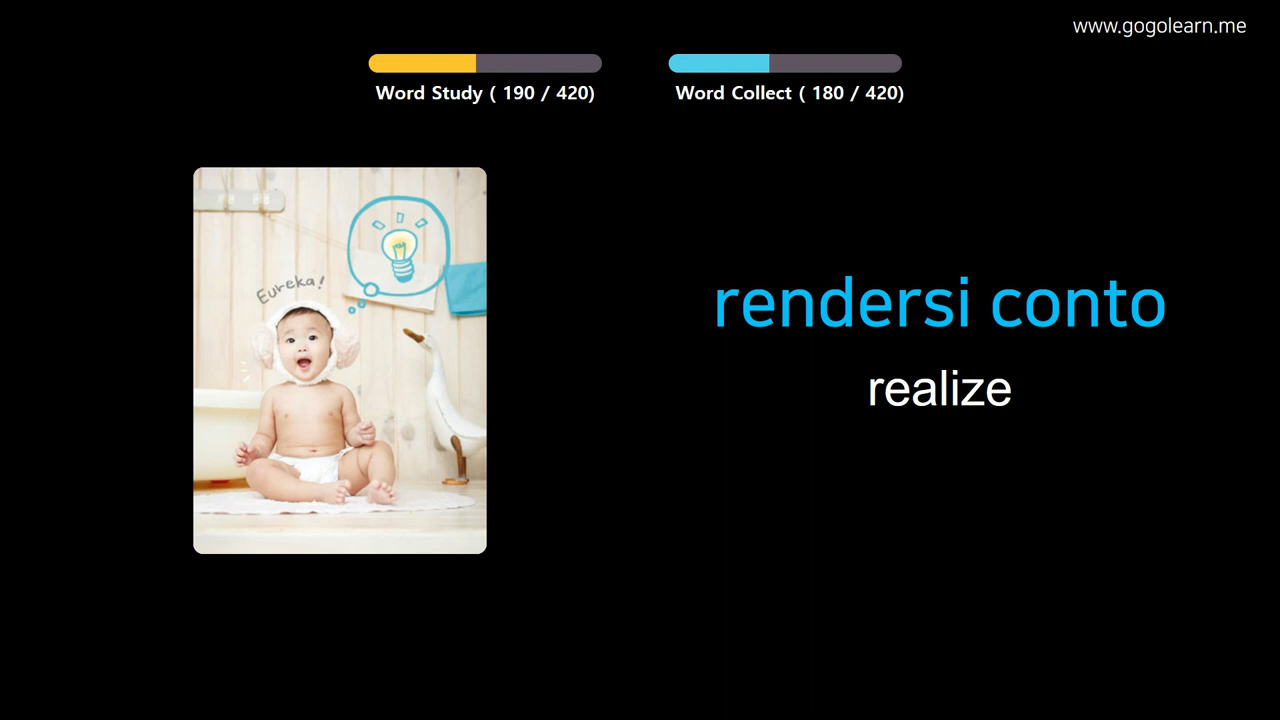 www.gogolearn.me
Word Study ( 190 / 420)
Word Collect ( 180 / 420)
Eureka!
rendersi conto
realize